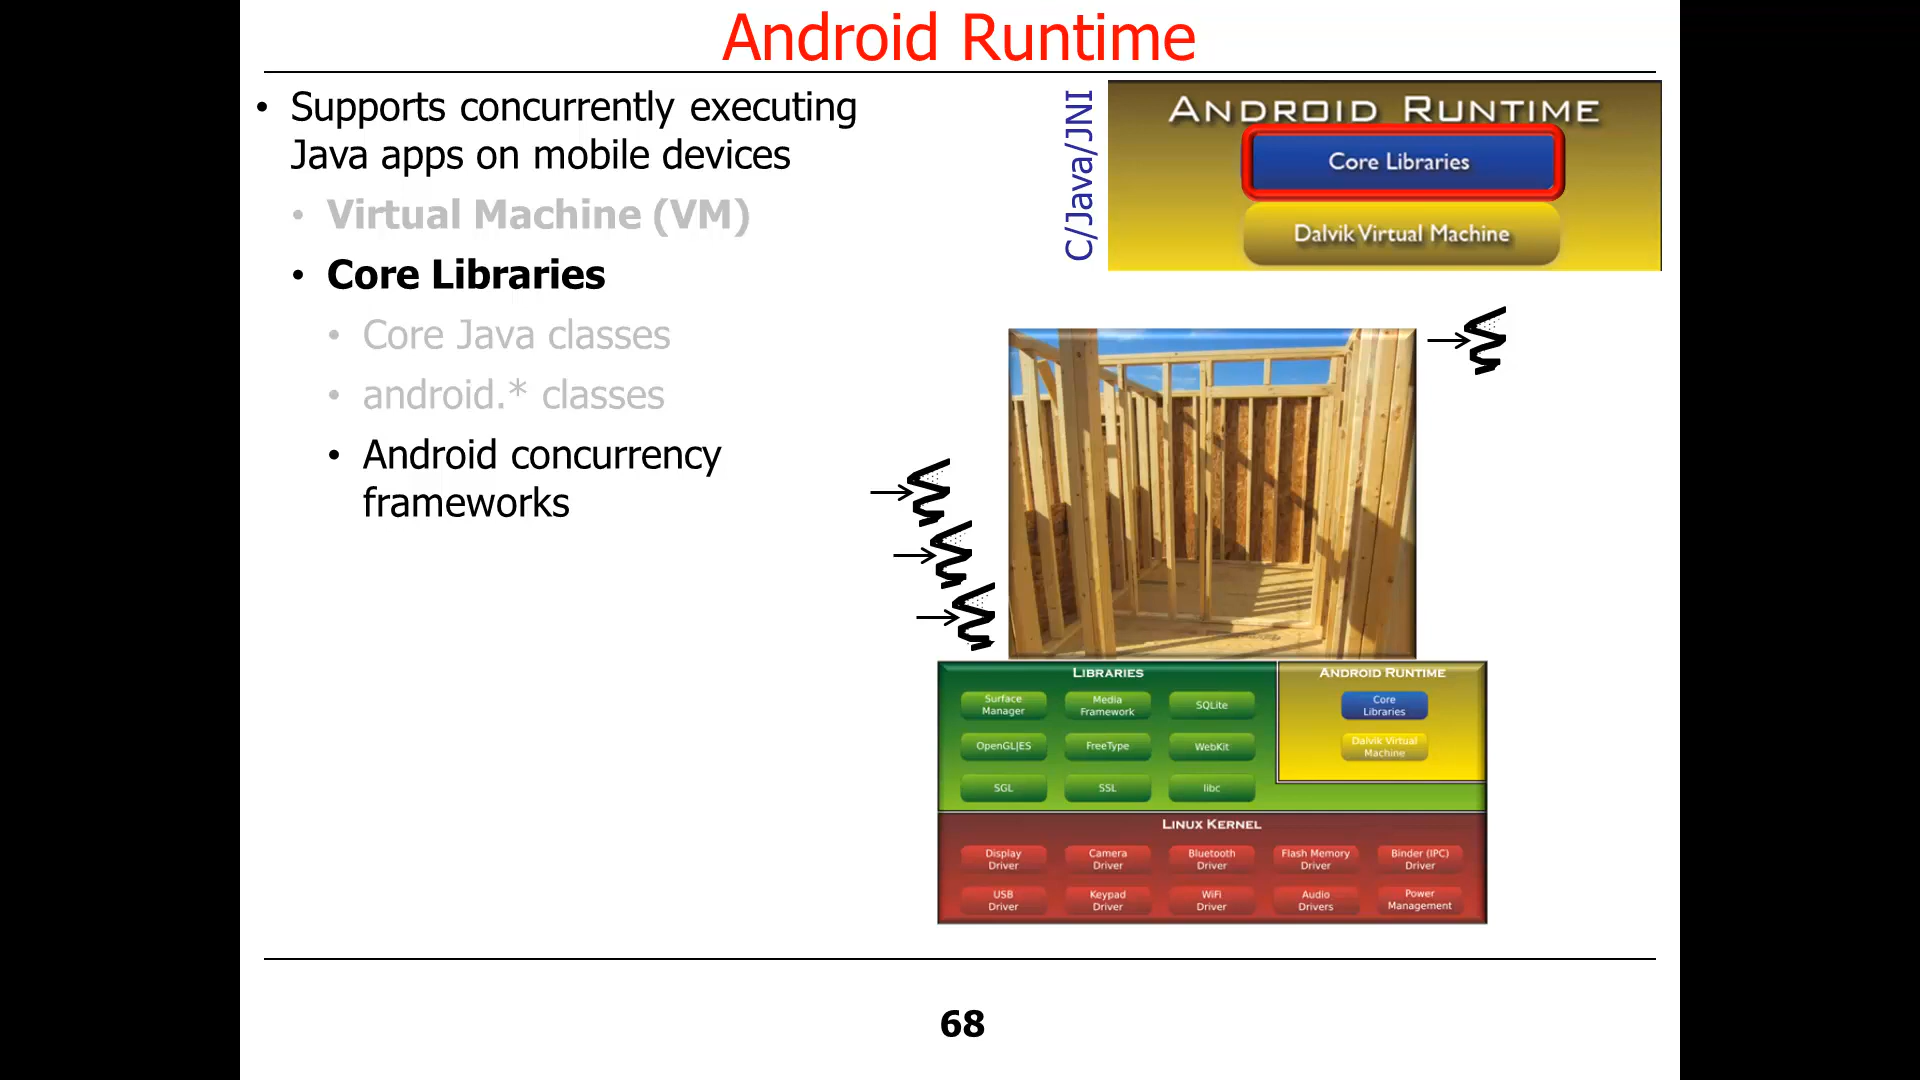 Android Runtime
• Supports concurrently executing
Java apps on mobile devices
• Virtual Machine (VM)
• Core Libraries
• Core Java classes
• android.* classes
• Android concurrency
frameworks
C/Java/JNI
ANDROID RUNTIME
Core Libraries
Dalvik Virtual Machine
LIBRARIES
Surface
Manager
Media
Framework
SQLite
OpenGL|ES
FreeType
WebKit
SGL
SSL
libc
ANDROID RUNTIME
Core
Libraries
Dalvik Virtual
Machine
LINUX KERNEL
Display
Driver
Camera
Driver
Bluetooth
Driver
Flash Memory
Driver
Binder (IPC)
Driver
USB
Driver
Keypad
Driver
WiFi
Driver
Audio
Drivers
Power
Management
68